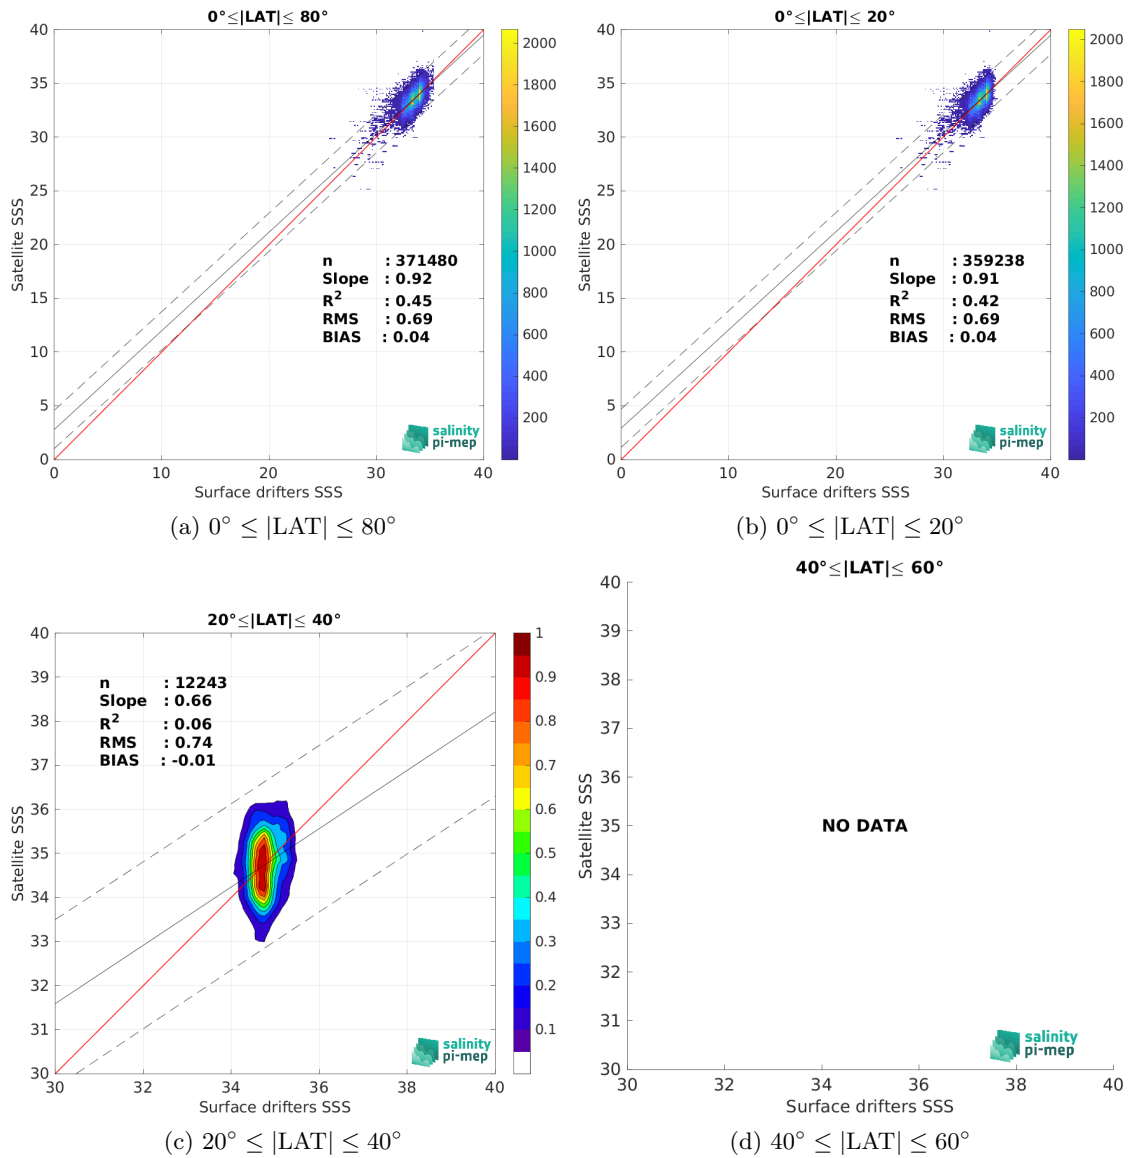 0°≤|LAT|≤ 80°
40
35
30
25
20
15
10
5
0
Satellite SSS
n : 371480
Slope : 0.92
R² : 0.45
RMS : 0.69
BIAS : 0.04
salinity
pi-mep
0 10 20 30 40
Surface drifters SSS
2000
1800
1600
1400
1200
1000
800
600
400
200
(a) 0° ≤ |LAT| ≤ 80°
0°≤|LAT|≤ 20°
40
35
30
25
20
15
10
5
0
Satellite SSS
n : 359238
Slope : 0.91
R² : 0.42
RMS : 0.69
BIAS : 0.04
salinity
pi-mep
0 10 20 30 40
Surface drifters SSS
2000
1800
1600
1400
1200
1000
800
600
400
200
(b) 0° ≤ |LAT| ≤ 20°
20°≤|LAT|≤ 40°
40
39
38
37
36
35
34
33
32
31
30
Satellite SSS
n : 12243
Slope : 0.66
R² : 0.06
RMS : 0.74
BIAS : -0.01
salinity
pi-mep
30 32 34 36 38 40
Surface drifters SSS
1
0.9
0.8
0.7
0.6
0.5
0.4
0.3
0.2
0.1
(c) 20° ≤ |LAT| ≤ 40°
40°≤|LAT|≤ 60°
40
39
38
37
36
35
34
33
32
31
30
Satellite SSS
NO DATA
salinity
pi-mep
30 32 34 36 38 40
Surface drifters SSS
(d) 40° ≤ |LAT| ≤ 60°